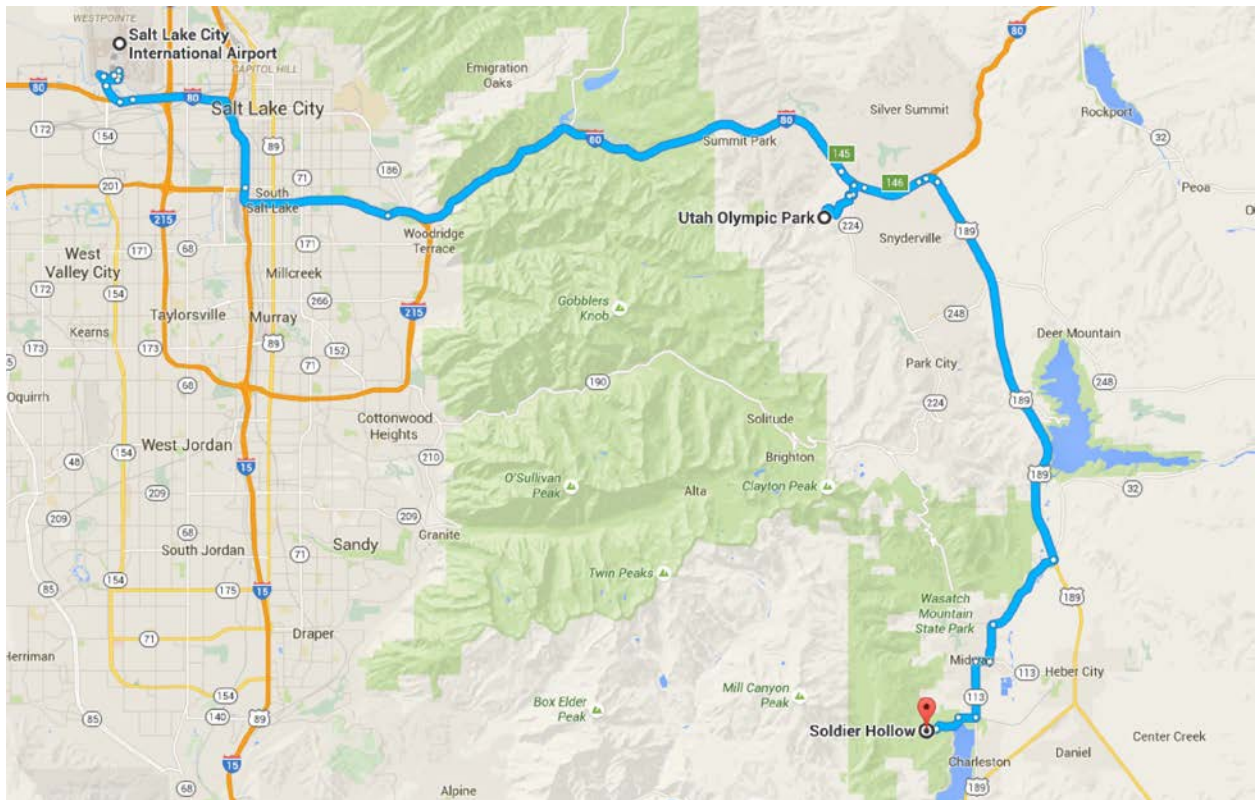 WESTPOINTE
Salt Lake City
International Airport
CAPITOL HILL
Emigration
Oaks
80
Rockport
Silver Summit
80
80
Salt Lake City
172
154
89
186
80
Summit Park
80
145
146
32
Peoa
201
71
South
Salt Lake
215
Utah Olympic Park
224
Snyderville
189
Woodridge
Terrace
171
68
171
West
Valley City
Millcreek
172
154
266
215
Gobblers
Knob
Taylorsville
Murray
89
248
Deer Mountain
Kearns
173
173
152
71
Park City
68
190
189
248
Oquirrh
224
Cottonwood
Heights
Solitude
West Jordan
154
210
Brighton
48
15
189
O'Sullivan
Peak
Alta
Clayton Peak
32
209
209
209
68
71
Granite
South Jordan
Sandy
Twin Peaks
154
175
15
85
189
Wasatch
Mountain
State Park
71
Draper
Herriman
Heber City
113
113
154
Mill Canyon
Peak
Box Elder
Peak
140
89
85
Soldier Hollow
Center Creek
Daniel
15
Charleston
68
Alpine
189